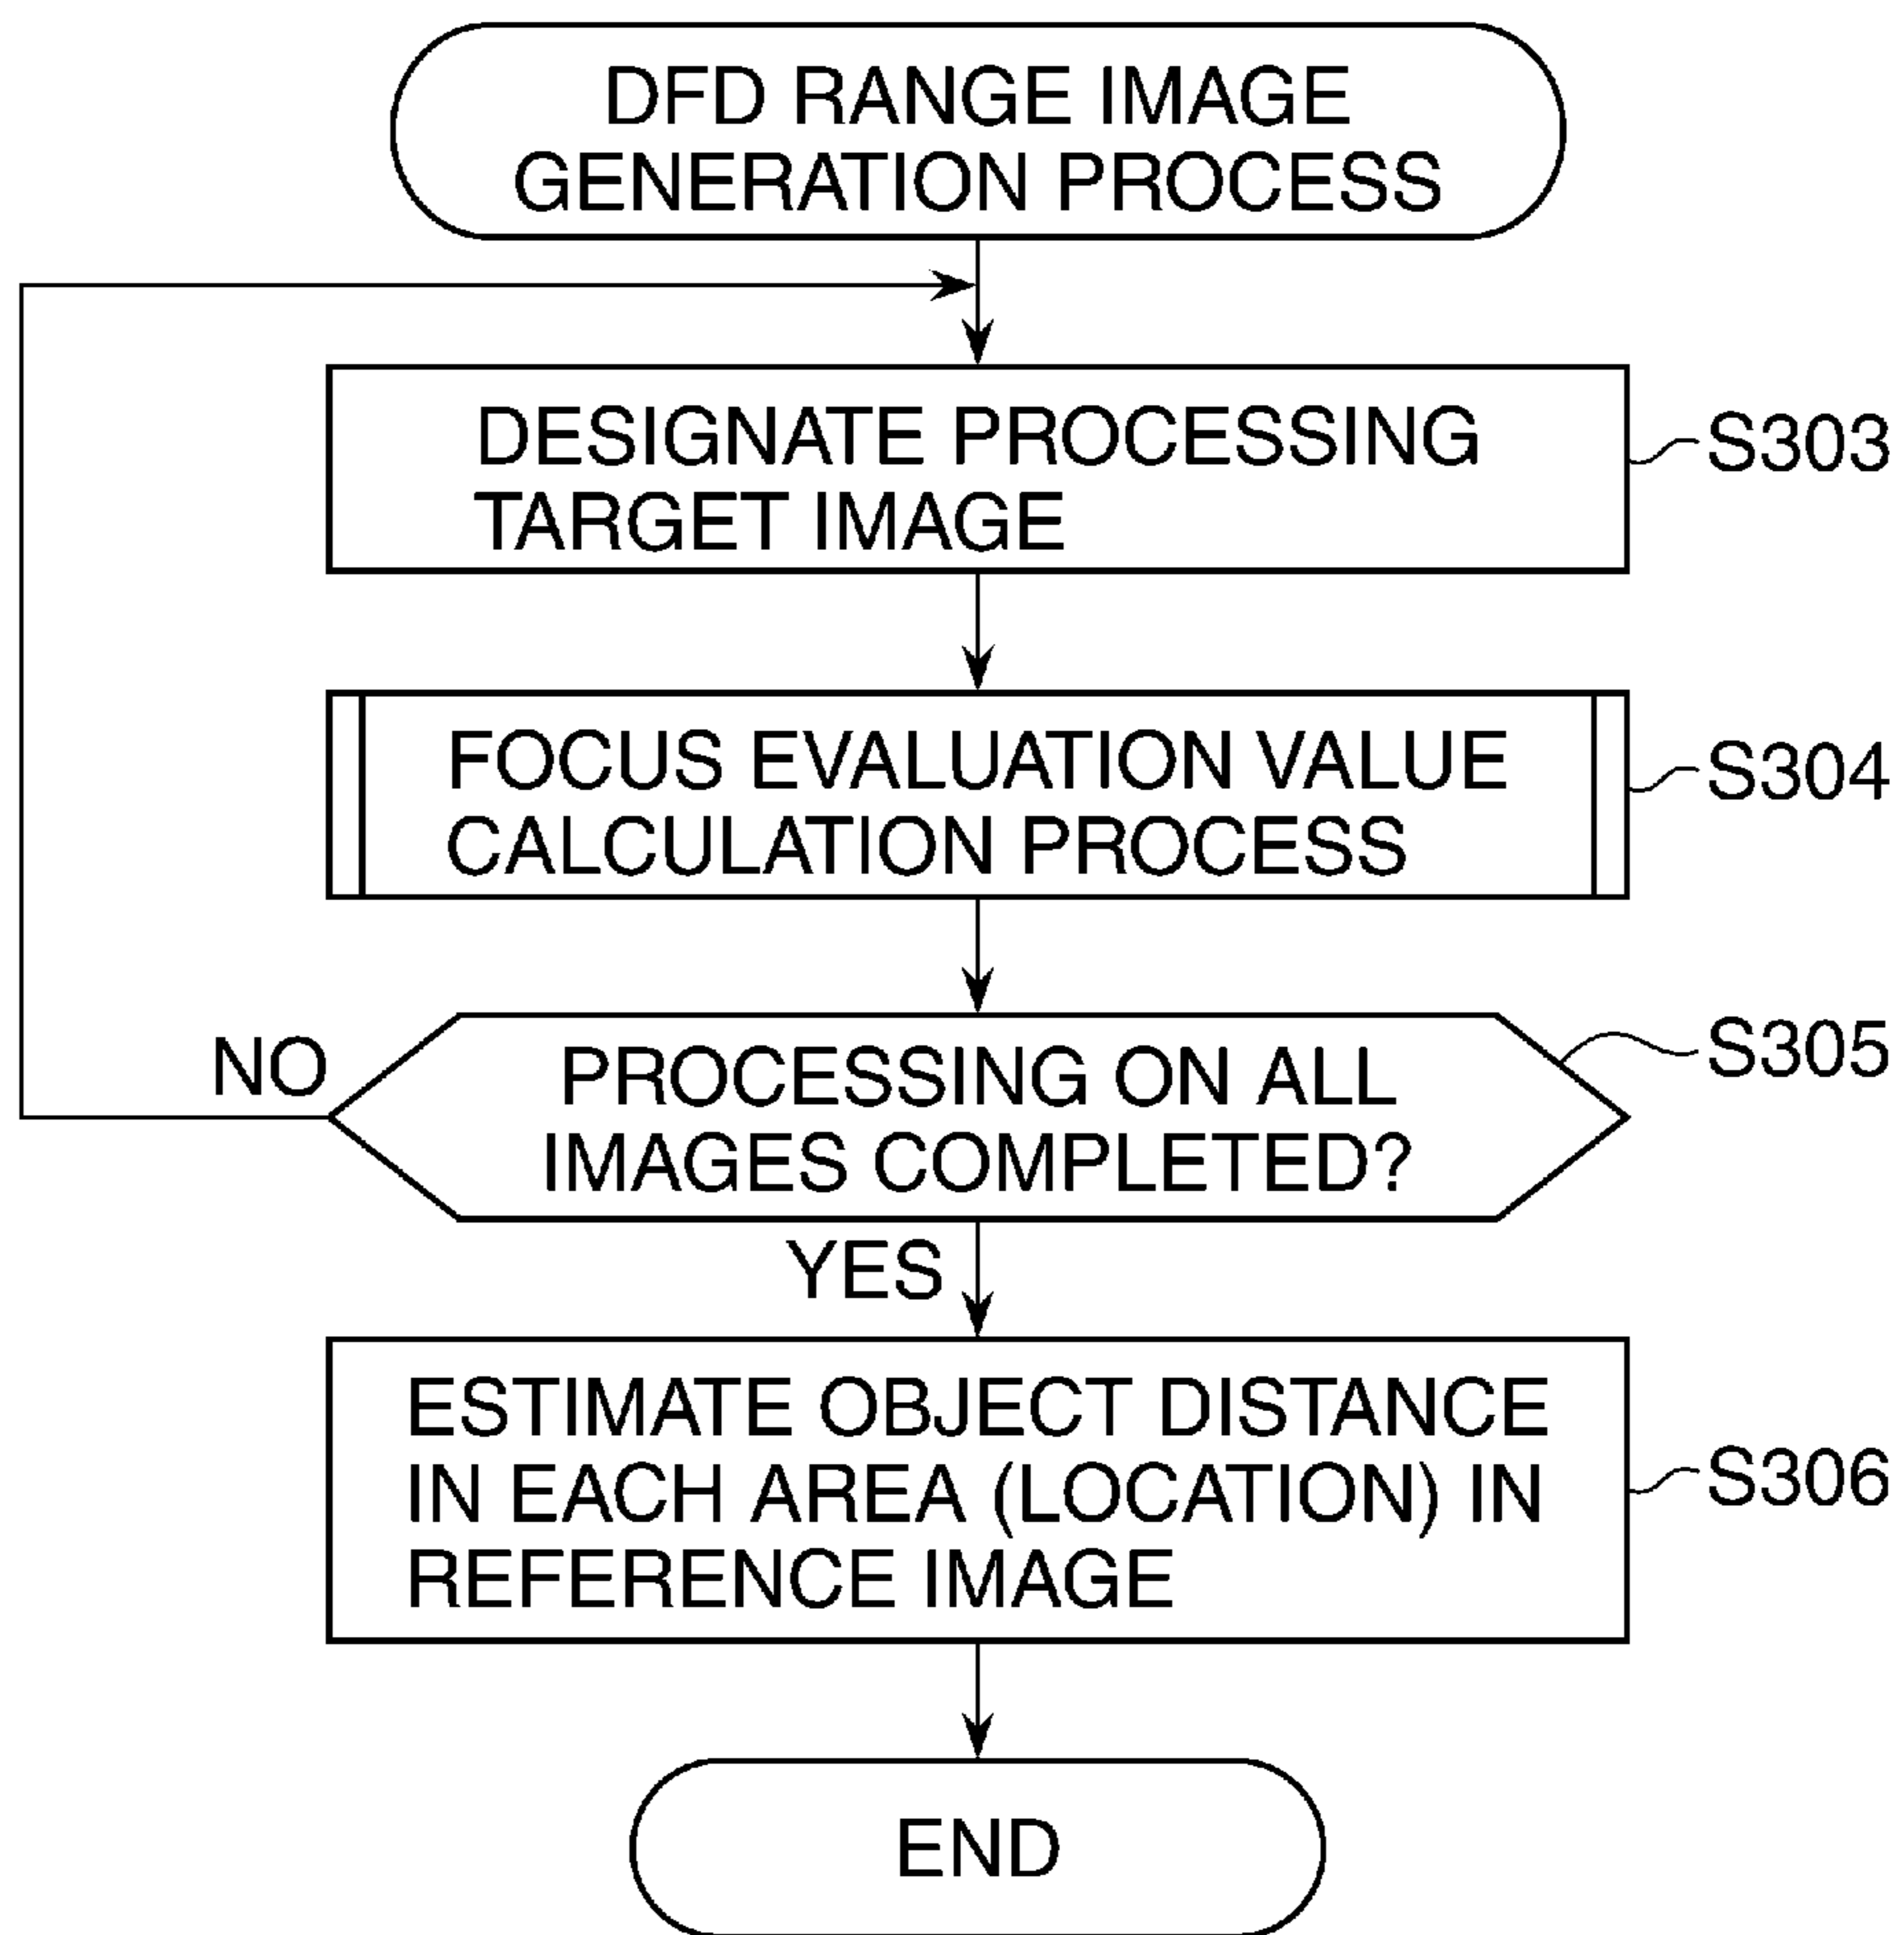 DFD RANGE IMAGE
GENERATION PROCESS
DESIGNATE PROCESSING
TARGET IMAGE
S303
FOCUS EVALUATION VALUE
CALCULATION PROCESS
S304
NO
PROCESSING ON ALL
IMAGES COMPLETED?
S305
YES
ESTIMATE OBJECT DISTANCE
IN EACH AREA (LOCATION) IN
REFERENCE IMAGE
S306
END